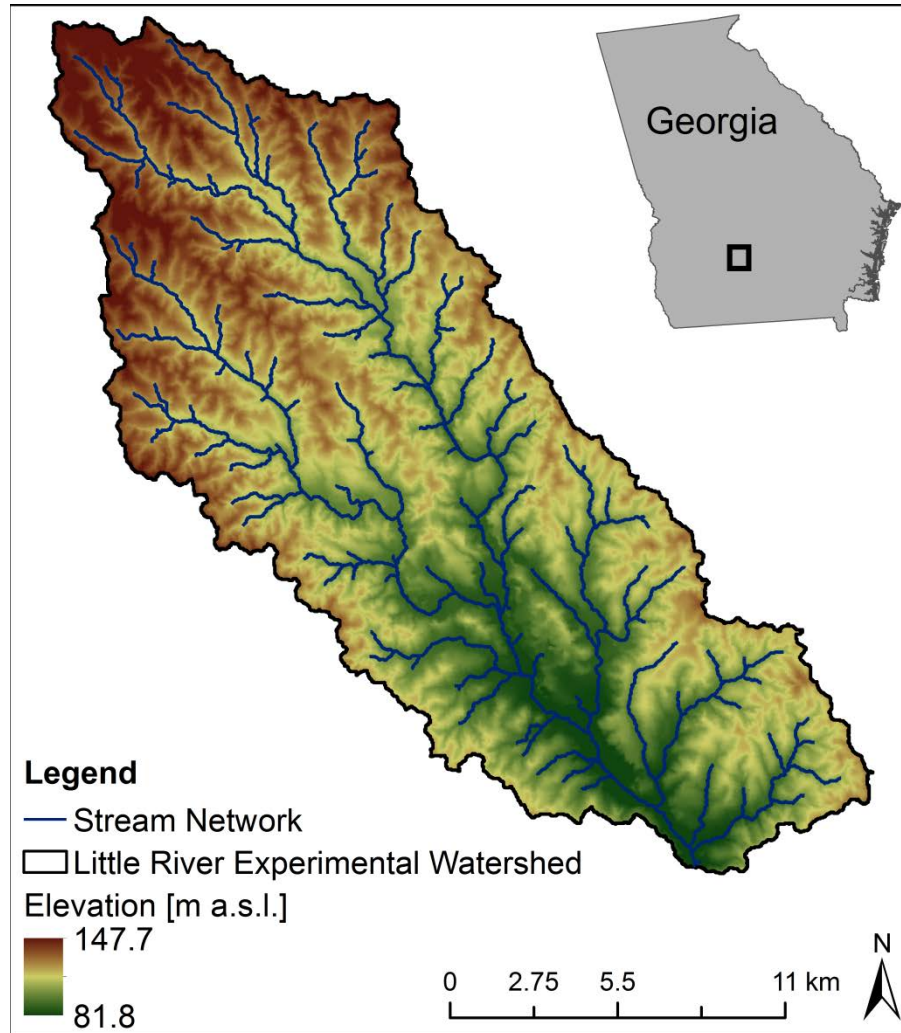 Georgia
Legend
Stream Network
Little River Experimental Watershed
Elevation [m a.s.l.]
147.7
81.8
0 2.75 5.5 11 km
N